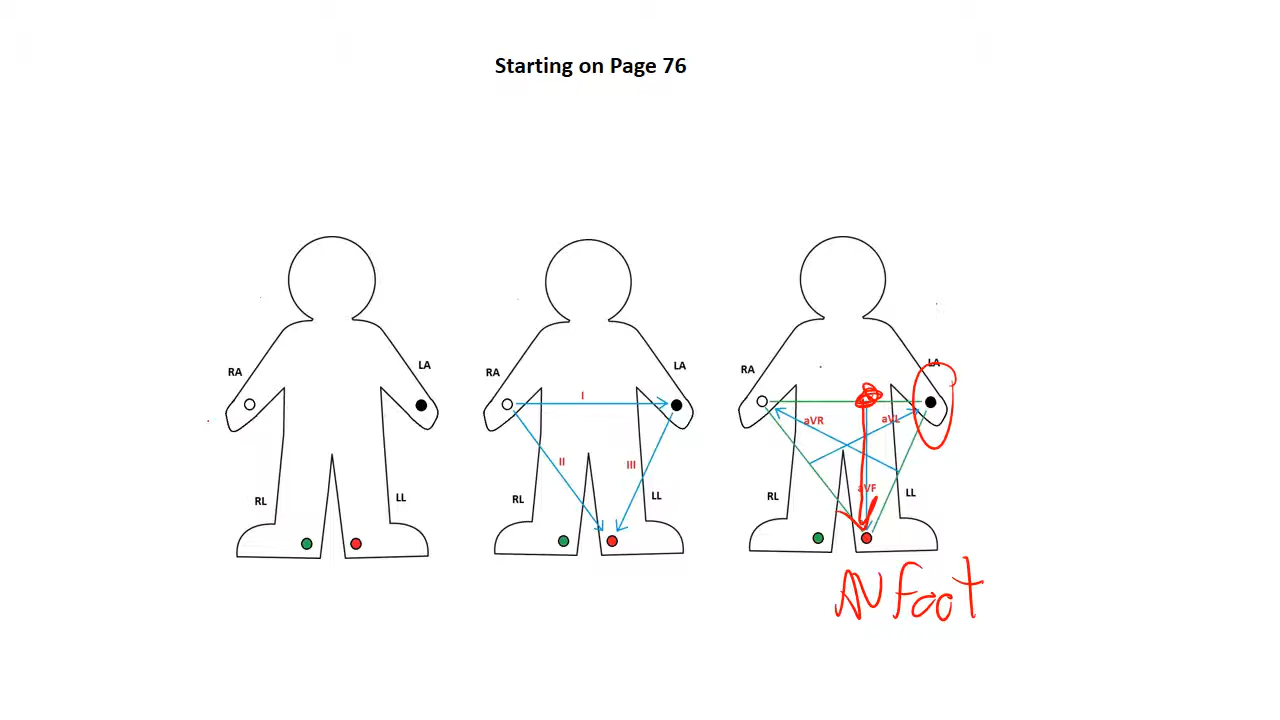 Starting on Page 76
RA
LA
RL
LL
RA
LA
I
II
III
RL
LL
RA
LA
aVR
aVL
aVF
RL
LL
AV foot